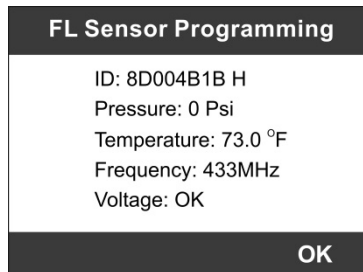 FL Sensor Programming
ID: 8D004B1B H
Pressure: 0 Psi
Temperature: 73.0 °F
Frequency: 433MHz
Voltage: OK
OK